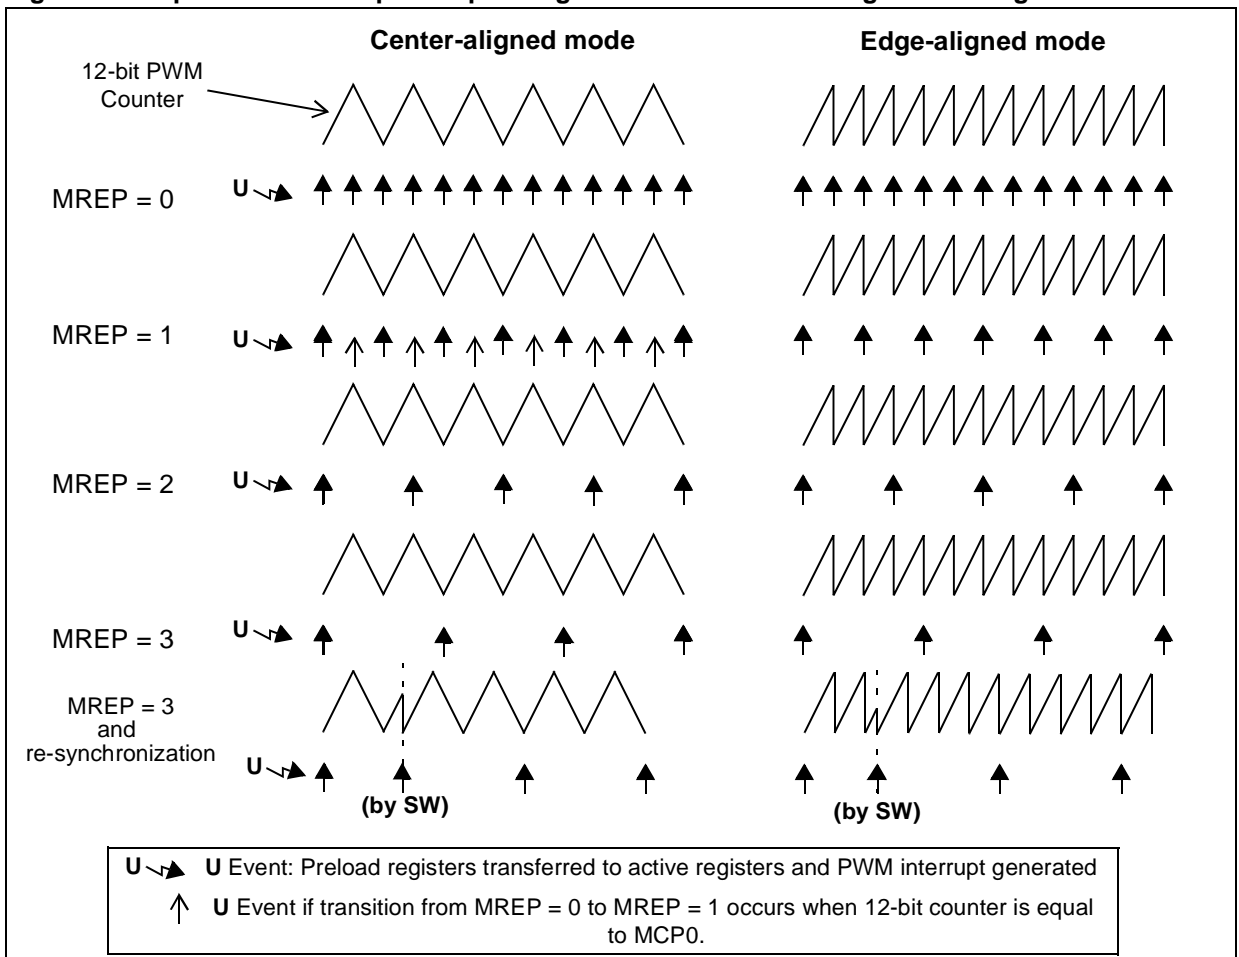 Center-aligned mode
Edge-aligned mode
12-bit PWM
Counter
MREP = 0
U
MREP = 1
U
MREP = 2
U
MREP = 3
U
MREP = 3
and
re-synchronization
U
(by SW)
(by SW)
U U Event: Preload registers transferred to active registers and PWM interrupt generated
U Event if transition from MREP = 0 to MREP = 1 occurs when 12-bit counter is equal
to MCP0.